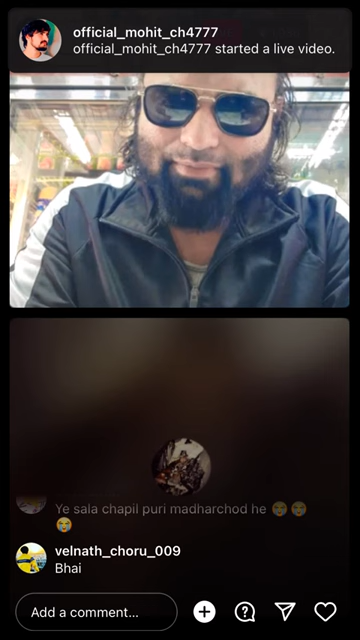 official_mohit_ch4777
official_mohit_ch4777 started a live video.
Ye sala chapil puri madharchod he 😁😁
😭
velnath_choru_009
Bhai
Add a comment...